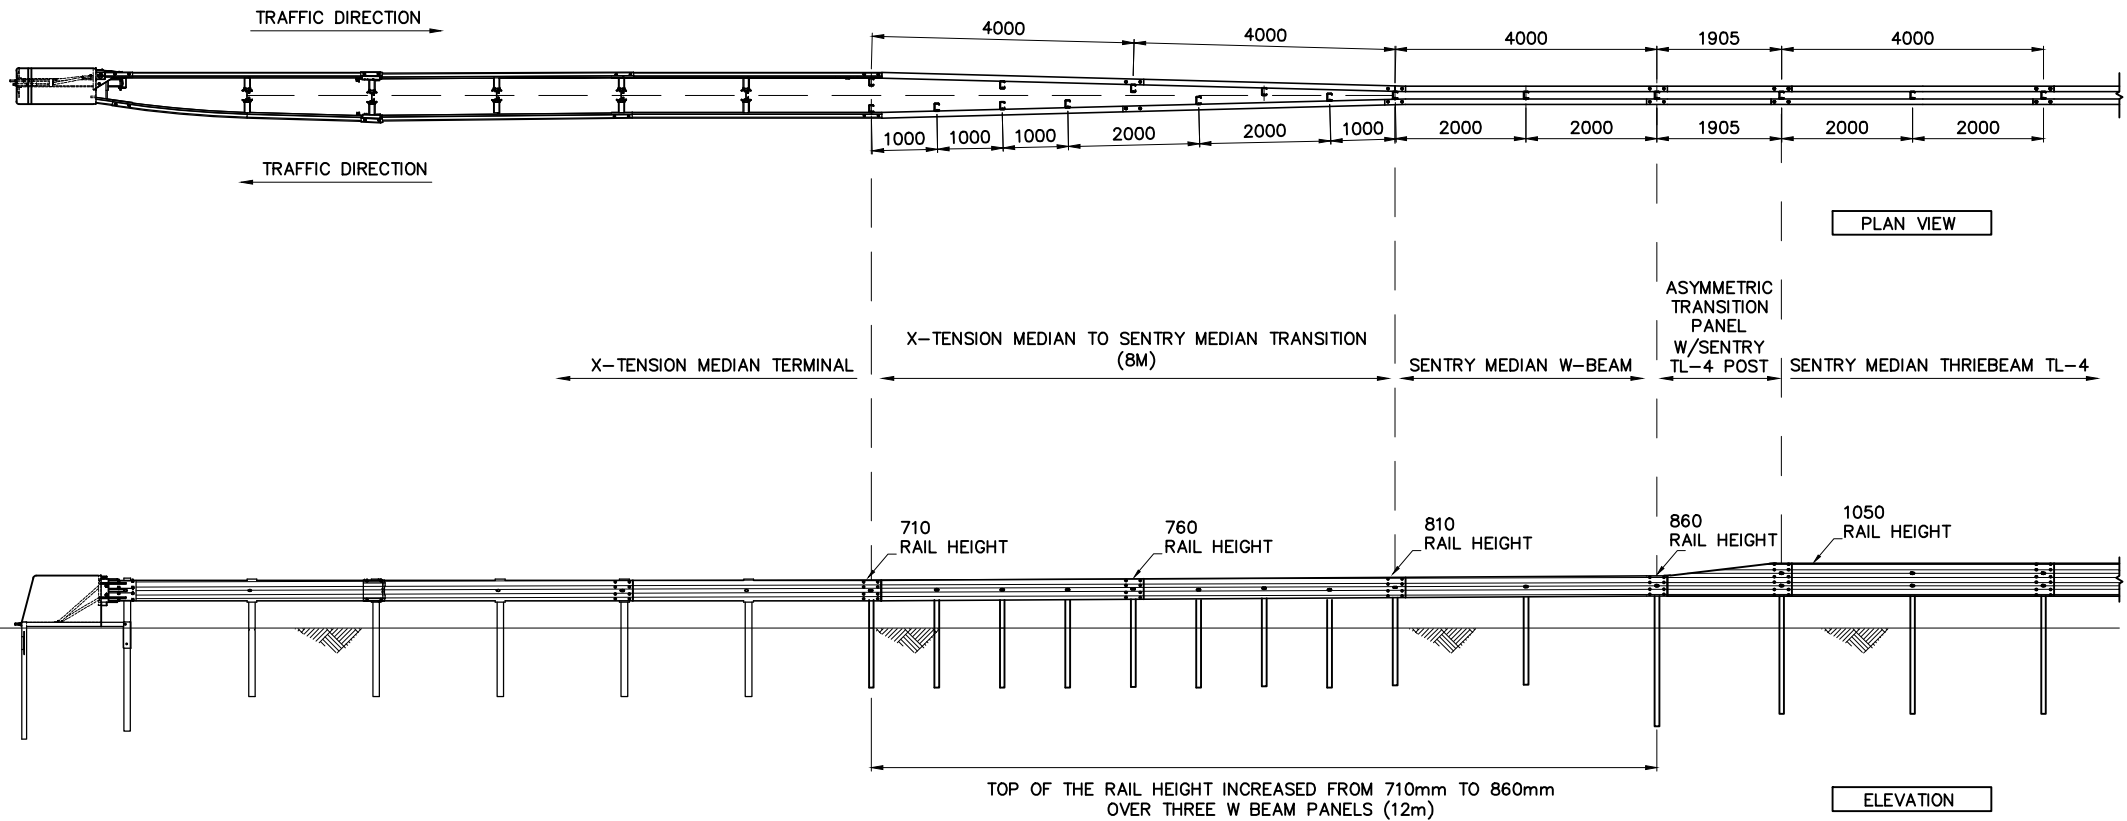 TRAFFIC DIRECTION
4000
4000
4000
1905
4000
1000
1000
1000
2000
2000
1000
2000
2000
1905
2000
2000
TRAFFIC DIRECTION
PLAN VIEW
X-TENSION MEDIAN TERMINAL
X-TENSION MEDIAN TO SENTRY MEDIAN TRANSITION
(8M)
SENTRY MEDIAN W-BEAM
ASYMMETRIC
TRANSITION
PANEL
W/SENTRY
TL-4 POST
SENTRY MEDIAN THRIEBEAM TL-4
710
RAIL HEIGHT
760
RAIL HEIGHT
810
RAIL HEIGHT
860
RAIL HEIGHT
1050
RAIL HEIGHT
TOP OF THE RAIL HEIGHT INCREASED FROM 710mm TO 860mm
OVER THREE W BEAM PANELS (12m)
ELEVATION